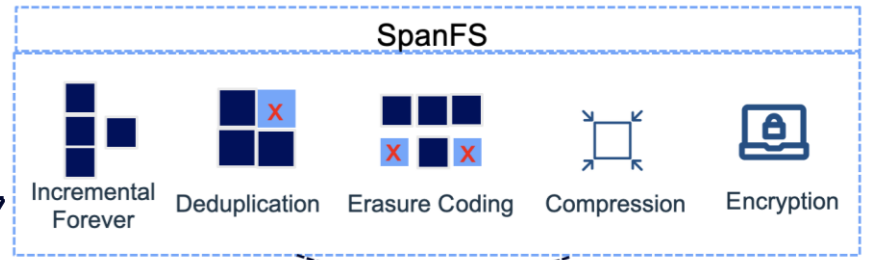 SpanFS
X
X
X
Incremental
Forever
Deduplication
Erasure Coding
Compression
Encryption